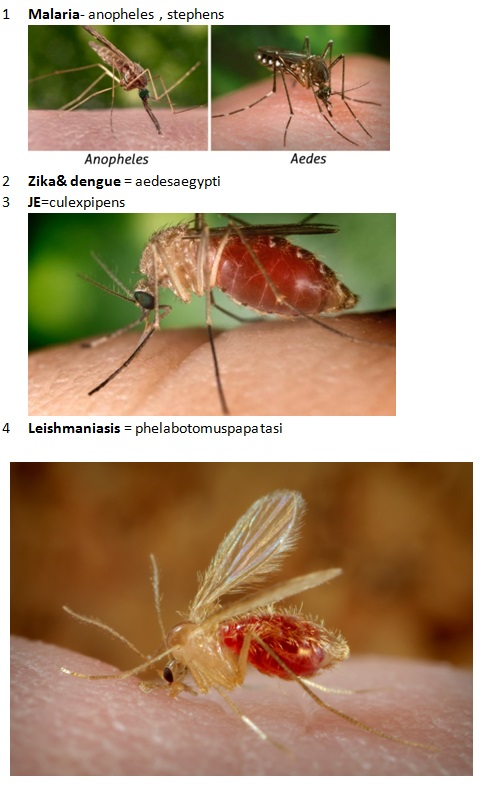 1 Malaria- anopheles , stephens
Anopheles Aedes
2 Zika& dengue = aedesaegypti
3 JE=culexpipens
4 Leishmaniasis = phelabotomuspapatasi